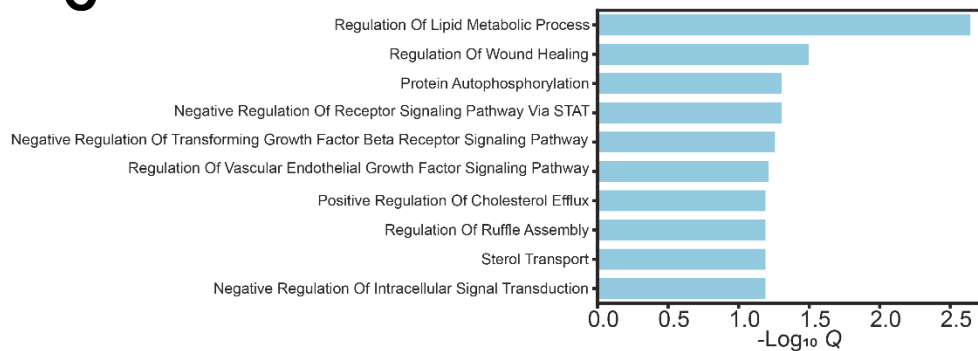 Regulation Of Lipid Metabolic Process
Regulation Of Wound Healing
Protein Autophosphorylation
Negative Regulation Of Receptor Signaling Pathway Via STAT
Negative Regulation Of Transforming Growth Factor Beta Receptor Signaling Pathway
Regulation Of Vascular Endothelial Growth Factor Signaling Pathway
Positive Regulation Of Cholesterol Efflux
Regulation Of Ruffle Assembly
Sterol Transport
Negative Regulation Of Intracellular Signal Transduction
0.0 0.5 1.0 1.5 2.0 2.5
-Log₁₀ Q